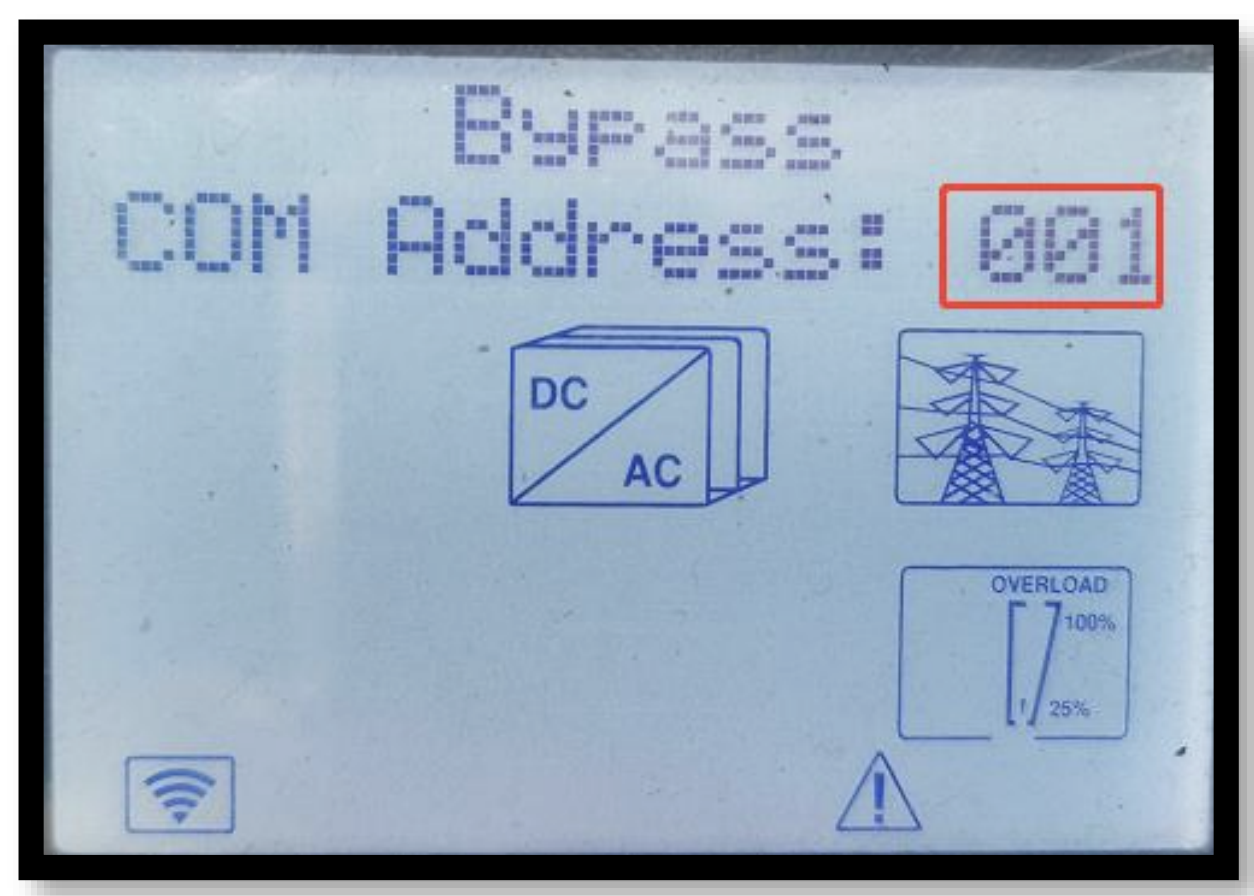 Bypass
COM Address: 001
DC
AC
OVERLOAD
100%
25%